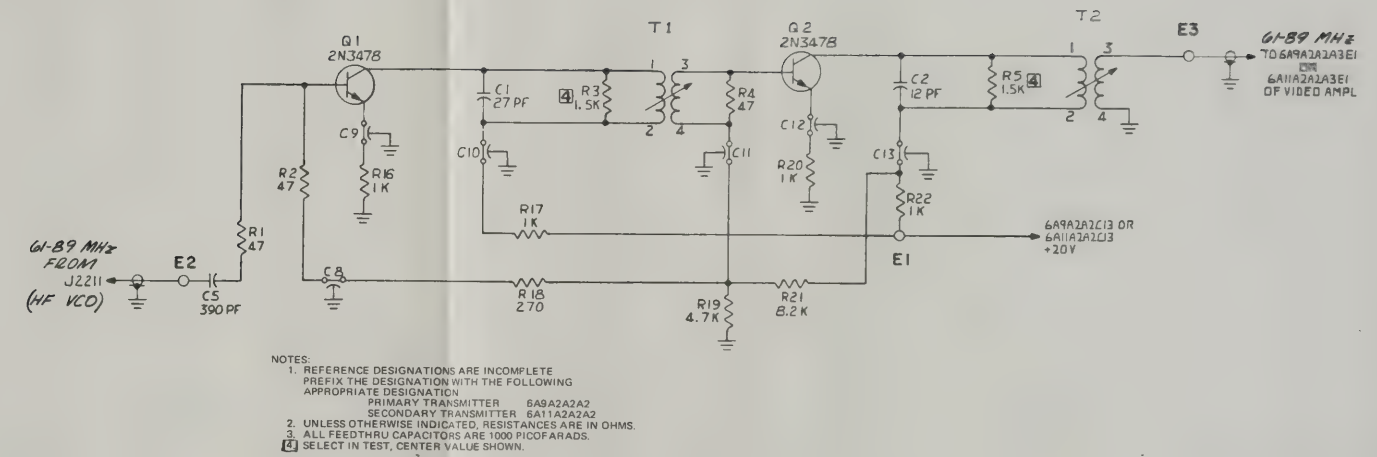 T1
T2
Q1
2N3478
Q2
2N3478
E3
61-89 MHz
TO 6A9A2A2A3E1
OR
6A11A2A2A3E1
OF VIDEO AMPL
1
3
2
4
C1
27 PF
4
R3
1.5K
R4
47
C2
12 PF
R5
1.5K
4
1
3
2
4
C9
R16
1K
R2
47
C10
C11
C12
R20
1K
C13
R22
1K
R17
1K
6A9A2A2C13 OR
6A11A2A2C13
+20V
E1
R1
47
61-89 MHz
FROM
J2211
(HF VCO)
E2
C5
390 PF
C8
R18
270
R19
4.7K
R21
8.2K
NOTES:
1. REFERENCE DESIGNATIONS ARE INCOMPLETE
PREFIX THE DESIGNATION WITH THE FOLLOWING
APPROPRIATE DESIGNATION
PRIMARY TRANSMITTER 6A9A2A2A2
SECONDARY TRANSMITTER 6A11A2A2A2
2. UNLESS OTHERWISE INDICATED, RESISTANCES ARE IN OHMS.
3. ALL FEEDTHRU CAPACITORS ARE 1000 PICOFARADS.
4 SELECT IN TEST, CENTER VALUE SHOWN.